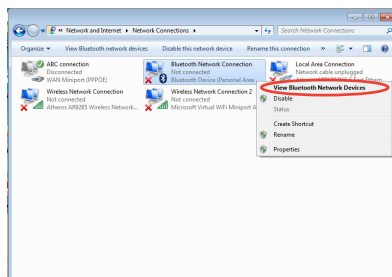 « Network and Internet ▸ Network Connections ▸
Search Network Connections
Organize ▾ View Bluetooth network devices Disable this network device Rename this connection »
ABC connection
Disconnected
WAN Miniport (PPPOE)
Bluetooth Network Connection
Not connected
Bluetooth Device (Personal Area
Local Area Connection
Network cable unplugged
Wireless Network Connection
Not connected
Atheros AR9285 Wireless Network...
Wireless Network Connection 2
Not connected
Microsoft Virtual WiFi Miniport A
View Bluetooth Network Devices
Disable
Status
Create Shortcut
Rename
Properties